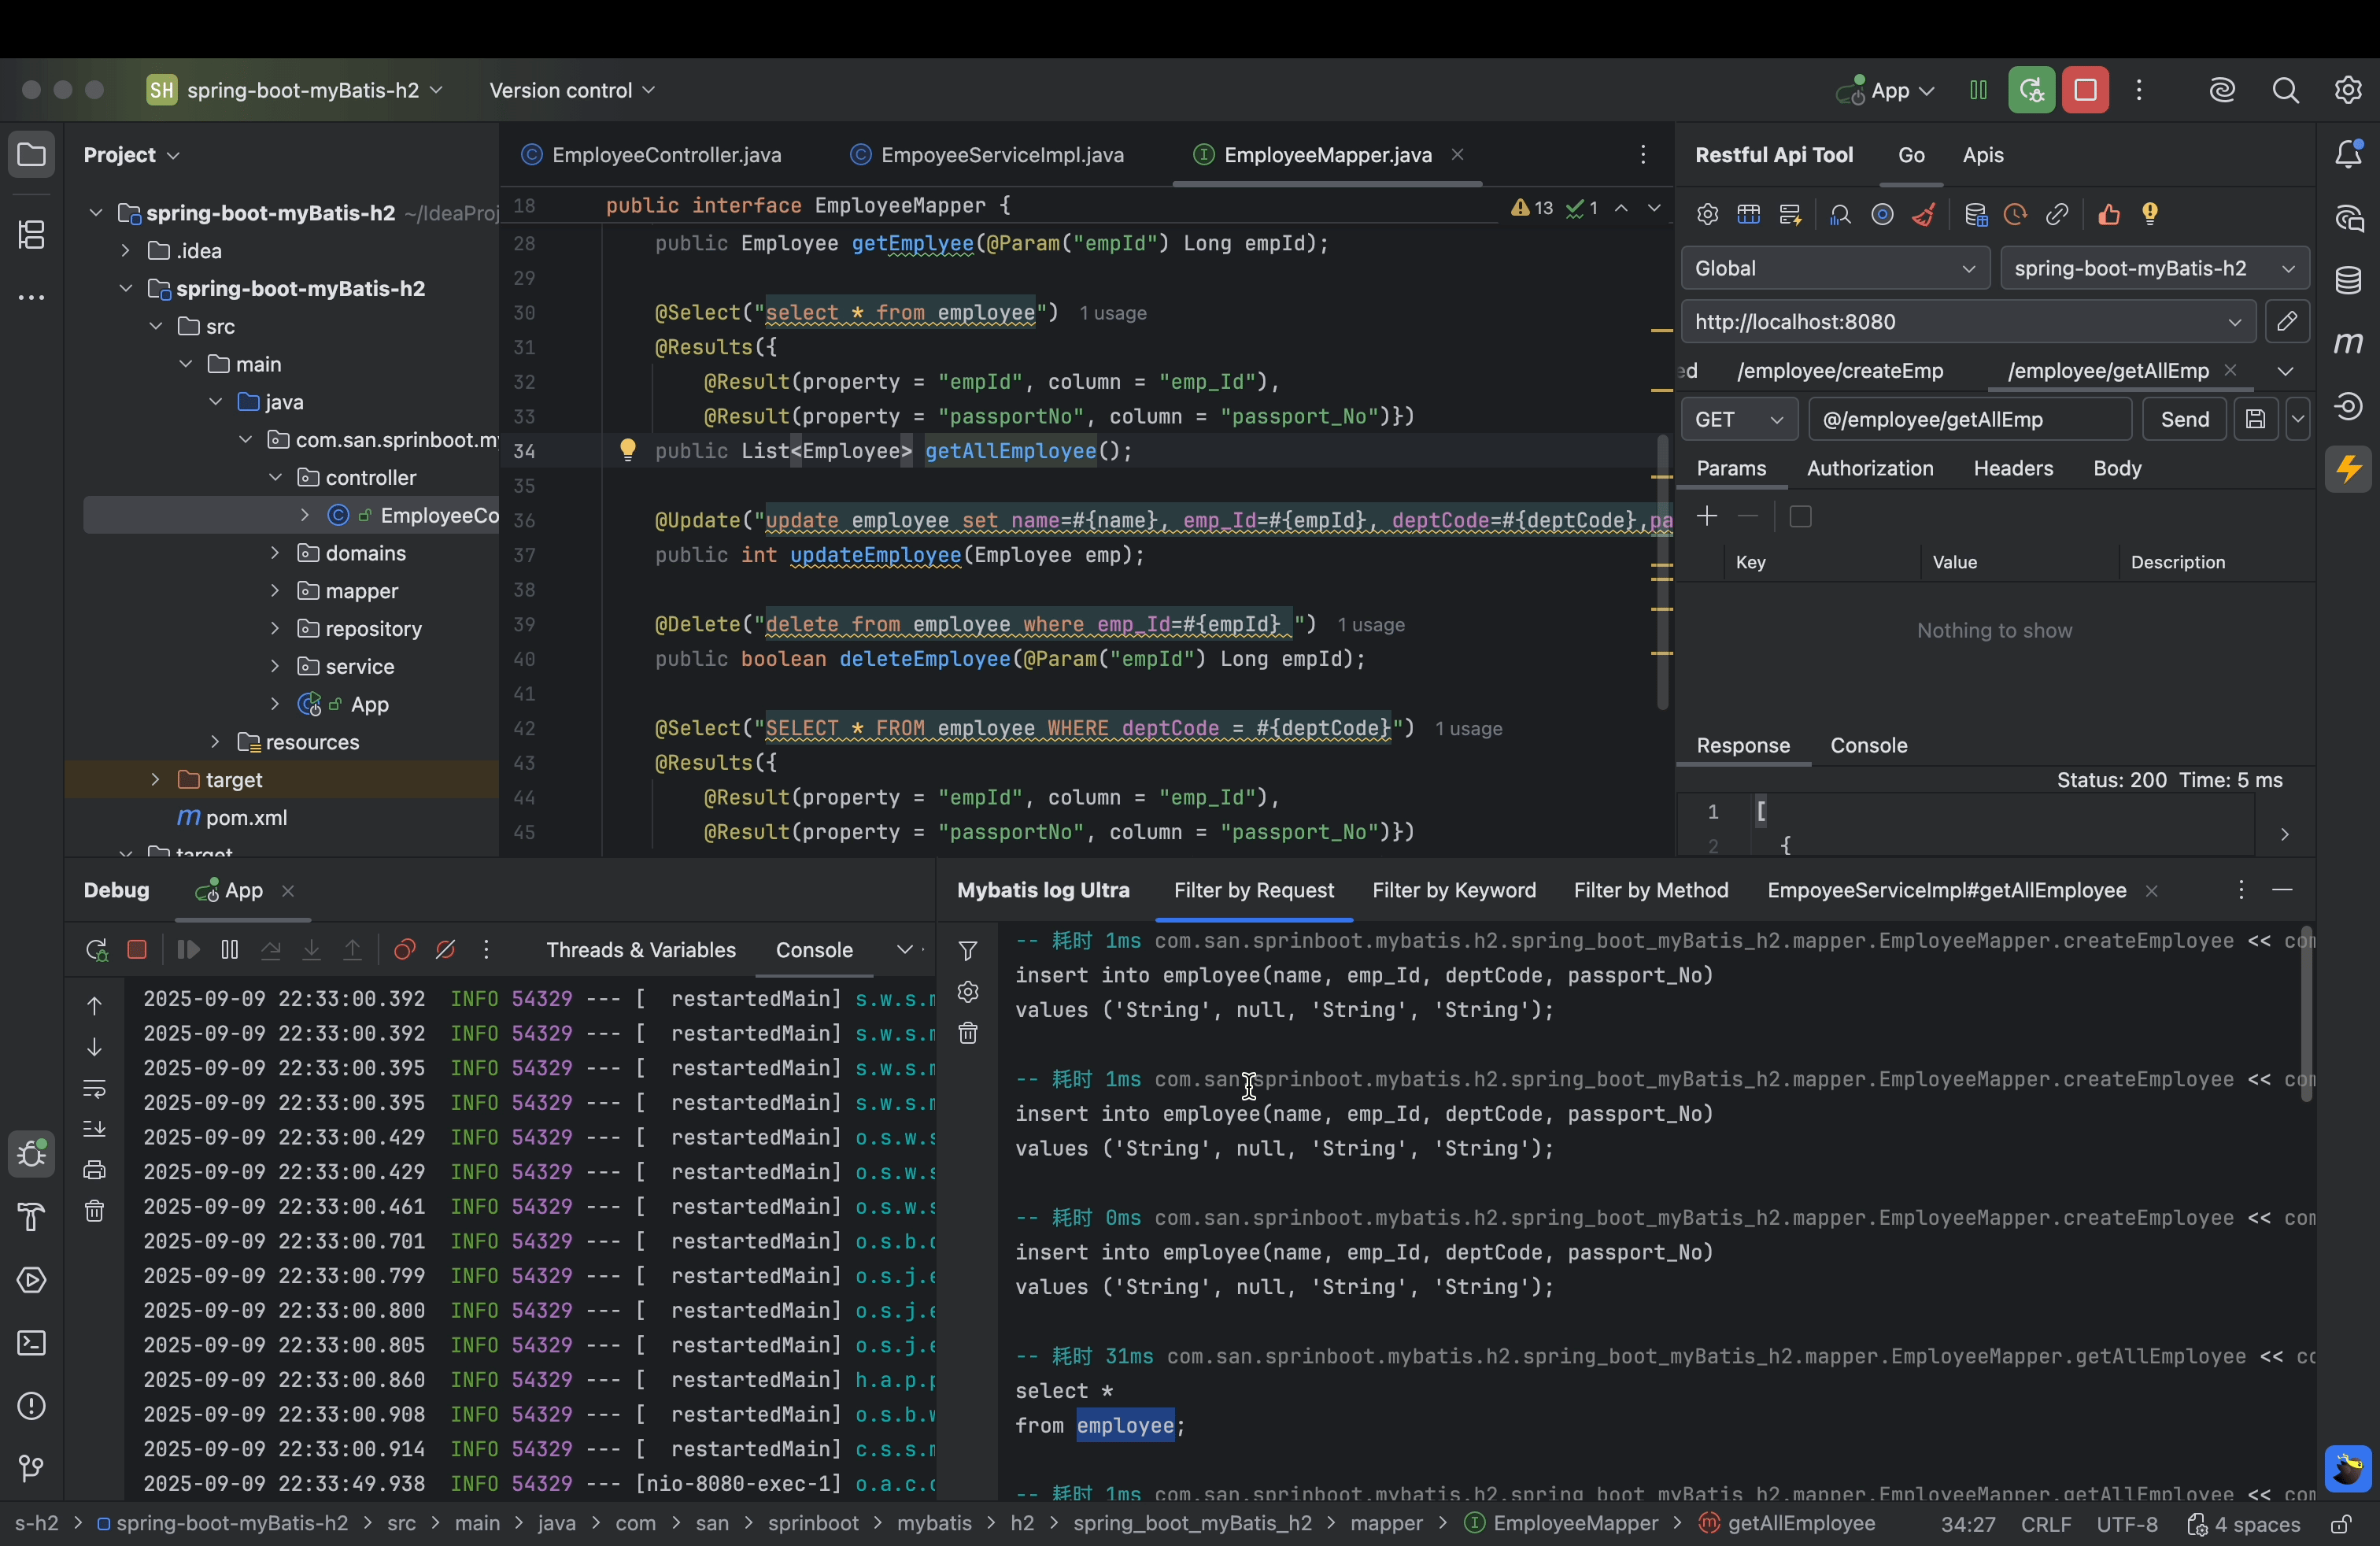 SH spring-boot-myBatis-h2 Version control App
Project
spring-boot-myBatis-h2 ~/IdeaProj
.idea
spring-boot-myBatis-h2
src
main
java
com.san.sprinboot.my
controller
EmployeeCo
domains
mapper
repository
service
App
resources
target
pom.xml
target
EmployeeController.java EmpoyeeServiceImpl.java EmployeeMapper.java
18 public interface EmployeeMapper { 13 1
28 public Employee getEmplyee(@Param("empId") Long empId);
29
30 @Select("select * from employee") 1 usage
31 @Results({
32 @Result(property = "empId", column = "emp_Id"),
33 @Result(property = "passportNo", column = "passport_No")})
34 public List<Employee> getAllEmployee();
35
36 @Update("update employee set name=#{name}, emp_Id=#{empId}, deptCode=#{deptCode},pa
37 public int updateEmployee(Employee emp);
38
39 @Delete("delete from employee where emp_Id=#{empId} ") 1 usage
40 public boolean deleteEmployee(@Param("empId") Long empId);
41
42 @Select("SELECT * FROM employee WHERE deptCode = #{deptCode}") 1 usage
43 @Results({
44 @Result(property = "empId", column = "emp_Id"),
45 @Result(property = "passportNo", column = "passport_No")})
Restful Api Tool Go Apis
Global spring-boot-myBatis-h2
http://localhost:8080
ed /employee/createEmp /employee/getAllEmp
GET @/employee/getAllEmp Send
Params Authorization Headers Body
Key Value Description
Nothing to show
Response Console
Status: 200 Time: 5 ms
1 [
2 {
Debug App
Threads & Variables Console
2025-09-09 22:33:00.392 INFO 54329 --- [ restartedMain] s.w.s.m
2025-09-09 22:33:00.392 INFO 54329 --- [ restartedMain] s.w.s.m
2025-09-09 22:33:00.395 INFO 54329 --- [ restartedMain] s.w.s.m
2025-09-09 22:33:00.395 INFO 54329 --- [ restartedMain] s.w.s.m
2025-09-09 22:33:00.429 INFO 54329 --- [ restartedMain] o.s.w.s
2025-09-09 22:33:00.429 INFO 54329 --- [ restartedMain] o.s.w.s
2025-09-09 22:33:00.461 INFO 54329 --- [ restartedMain] o.s.w.s
2025-09-09 22:33:00.701 INFO 54329 --- [ restartedMain] o.s.b.d
2025-09-09 22:33:00.799 INFO 54329 --- [ restartedMain] o.s.j.e
2025-09-09 22:33:00.800 INFO 54329 --- [ restartedMain] o.s.j.e
2025-09-09 22:33:00.805 INFO 54329 --- [ restartedMain] o.s.j.e
2025-09-09 22:33:00.860 INFO 54329 --- [ restartedMain] h.a.p.p
2025-09-09 22:33:00.908 INFO 54329 --- [ restartedMain] o.s.b.w
2025-09-09 22:33:00.914 INFO 54329 --- [ restartedMain] c.s.s.m
2025-09-09 22:33:49.938 INFO 54329 --- [nio-8080-exec-1] o.a.c.c
Mybatis log Ultra Filter by Request Filter by Keyword Filter by Method EmpoyeeServiceImpl#getAllEmployee
-- 耗时 1ms com.san.sprinboot.mybatis.h2.spring_boot_myBatis_h2.mapper.EmployeeMapper.createEmployee << com
insert into employee(name, emp_Id, deptCode, passport_No)
values ('String', null, 'String', 'String');
-- 耗时 1ms com.san.sprinboot.mybatis.h2.spring_boot_myBatis_h2.mapper.EmployeeMapper.createEmployee << com
insert into employee(name, emp_Id, deptCode, passport_No)
values ('String', null, 'String', 'String');
-- 耗时 0ms com.san.sprinboot.mybatis.h2.spring_boot_myBatis_h2.mapper.EmployeeMapper.createEmployee << com
insert into employee(name, emp_Id, deptCode, passport_No)
values ('String', null, 'String', 'String');
-- 耗时 31ms com.san.sprinboot.mybatis.h2.spring_boot_myBatis_h2.mapper.EmployeeMapper.getAllEmployee << co
select *
from employee;
-- 耗时 1ms com.san.sprinboot.mybatis.h2.spring_boot_myBatis_h2.mapper.EmployeeMapper.getAllEmployee << com
s-h2 > spring-boot-myBatis-h2 > src > main > java > com > san > sprinboot > mybatis > h2 > spring_boot_myBatis_h2 > mapper > EmployeeMapper > getAllEmployee 34:27 CRLF UTF-8 4 spaces